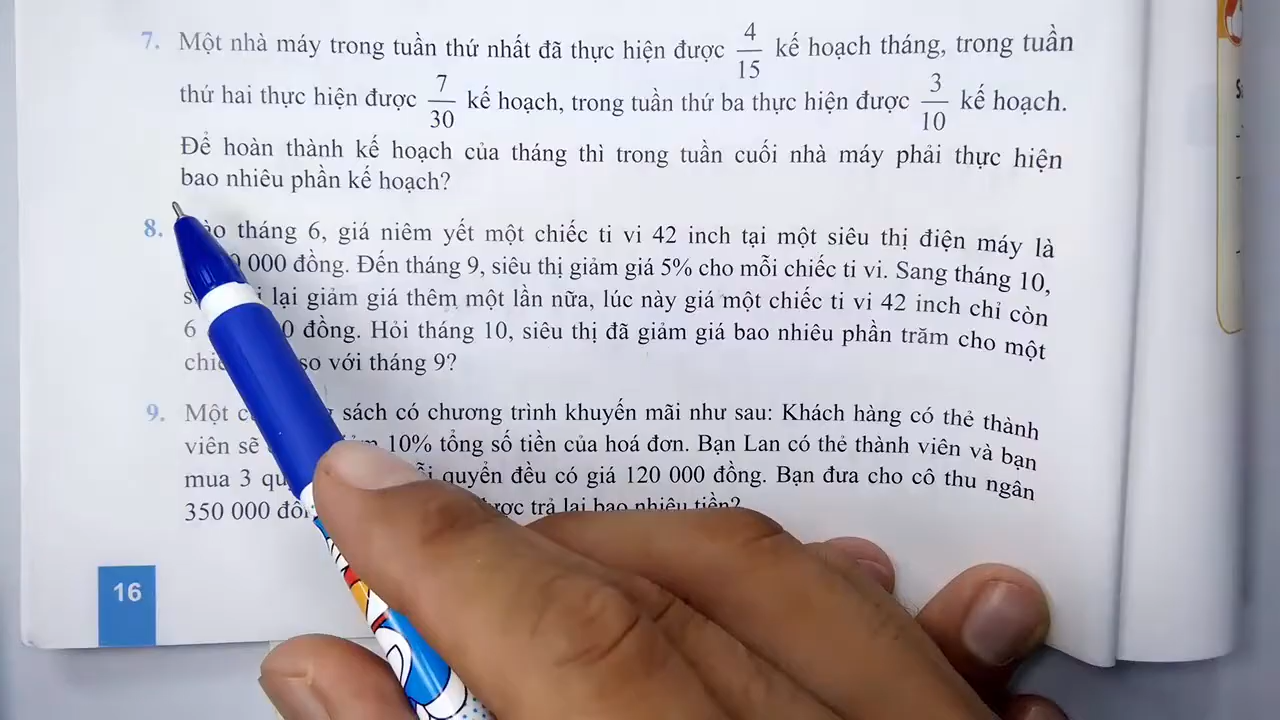 7. Một nhà máy trong tuần thứ nhất đã thực hiện được 4/15 kế hoạch tháng, trong tuần
thứ hai thực hiện được 7/30 kế hoạch, trong tuần thứ ba thực hiện được 3/10 kế hoạch.
Để hoàn thành kế hoạch của tháng thì trong tuần cuối nhà máy phải thực hiện
bao nhiêu phần kế hoạch?
8. tháng 6, giá niêm yết một chiếc ti vi 42 inch tại một siêu thị điện máy là
000 đồng. Đến tháng 9, siêu thị giảm giá 5% cho mỗi chiếc ti vi. Sang tháng 10,
lại giảm giá thêm một lần nữa, lúc này giá một chiếc ti vi 42 inch chỉ còn
6 0 đồng. Hỏi tháng 10, siêu thị đã giảm giá bao nhiêu phần trăm cho một
so với tháng 9?
9. Một sách có chương trình khuyến mãi như sau: Khách hàng có thẻ thành
viên sẽ 10% tổng số tiền của hoá đơn. Bạn Lan có thẻ thành viên và bạn
mua 3 quyển đều có giá 120 000 đồng. Bạn đưa cho cô thu ngân
350 000 trả lại bao nhiêu tiền?
16